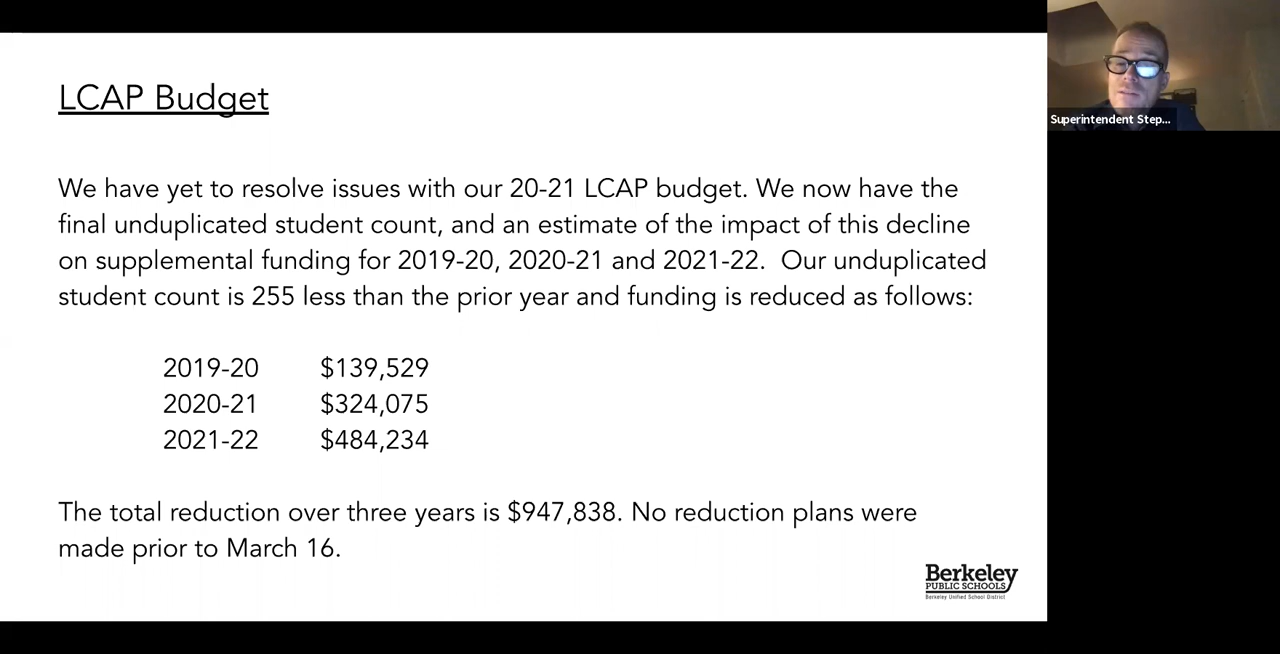 LCAP Budget
We have yet to resolve issues with our 20-21 LCAP budget. We now have the
final unduplicated student count, and an estimate of the impact of this decline
on supplemental funding for 2019-20, 2020-21 and 2021-22. Our unduplicated
student count is 255 less than the prior year and funding is reduced as follows:
2019-20 $139,529
2020-21 $324,075
2021-22 $484,234
The total reduction over three years is $947,838. No reduction plans were
made prior to March 16.
Berkeley
PUBLIC SCHOOLS
Berkeley Unified School District
Superintendent Step...